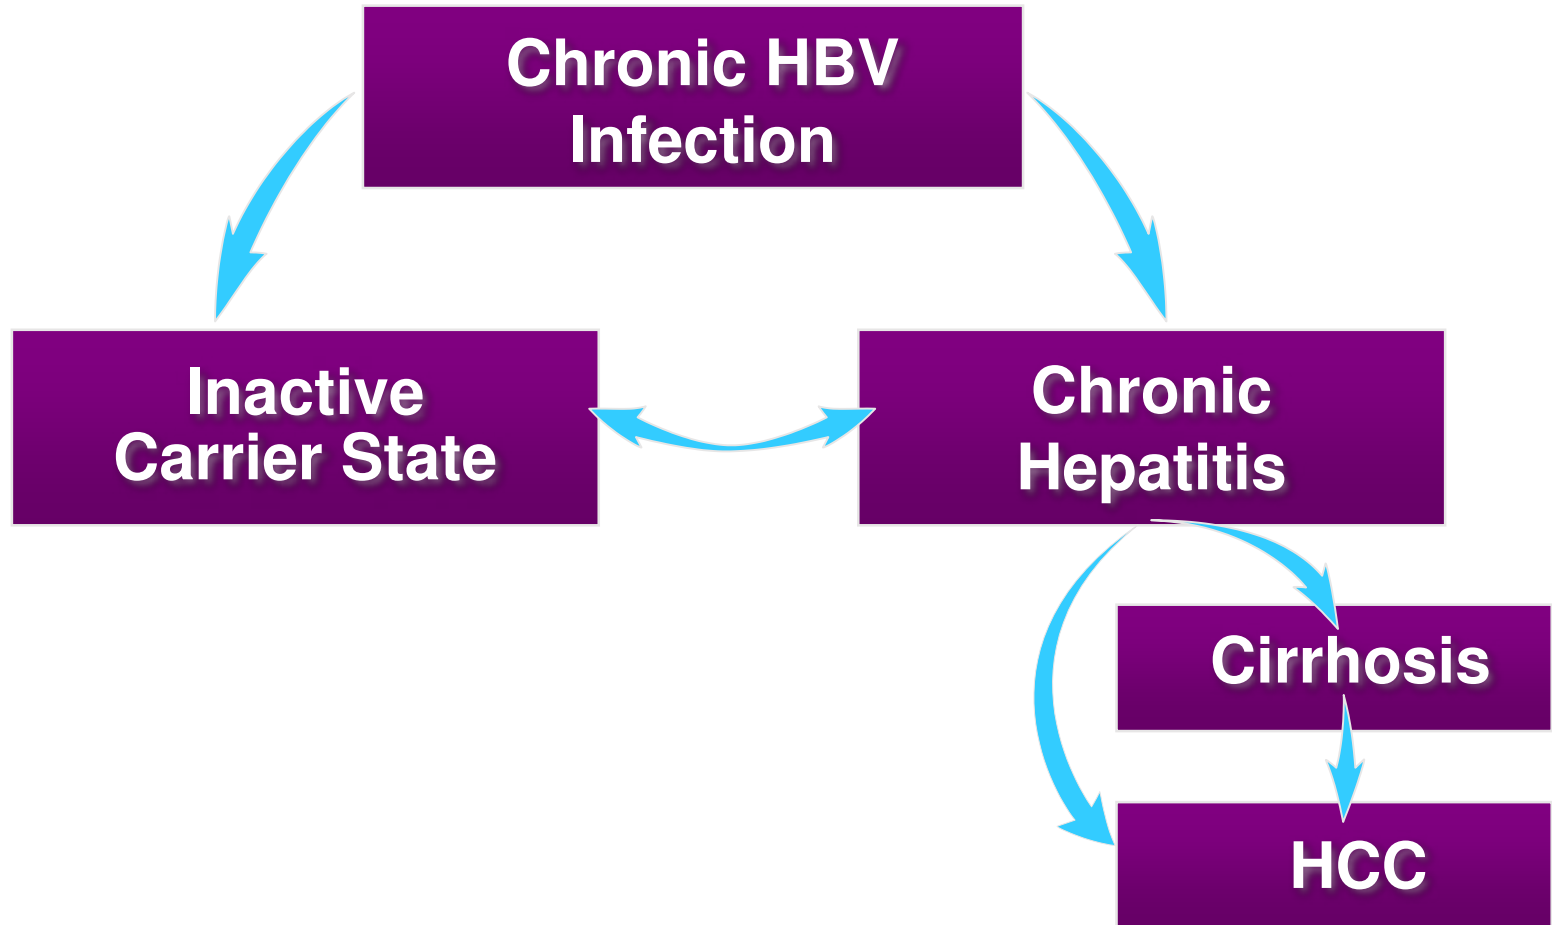 Chronic HBV
Infection
Inactive
Carrier State
Chronic
Hepatitis
Cirrhosis
HCC